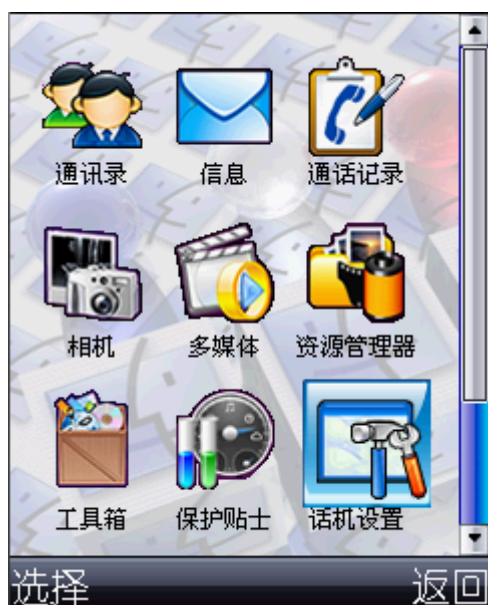 通讯录 信息 通话记录
相机 多媒体 资源管理器
工具箱 保护贴士 话机设置
选择 返回